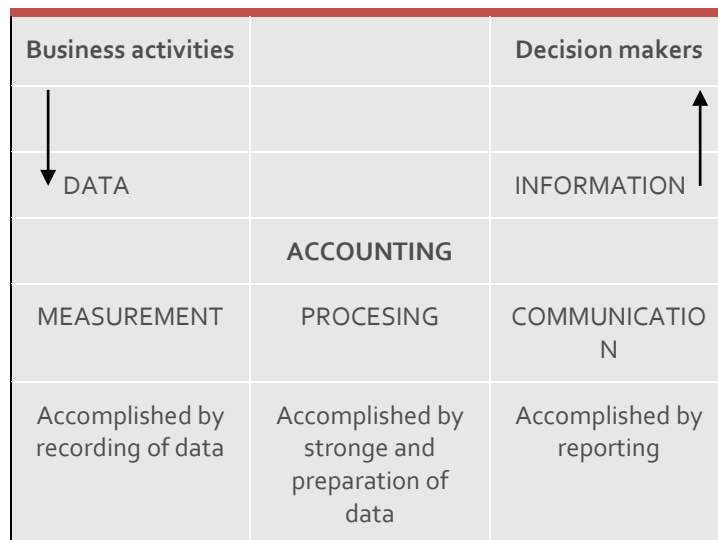 Business activities
Decision makers
DATA
INFORMATION
ACCOUNTING
MEASUREMENT
PROCESING
COMMUNICATIO
N
Accomplished by
recording of data
Accomplished by
stronge and
preparation of
data
Accomplished by
reporting